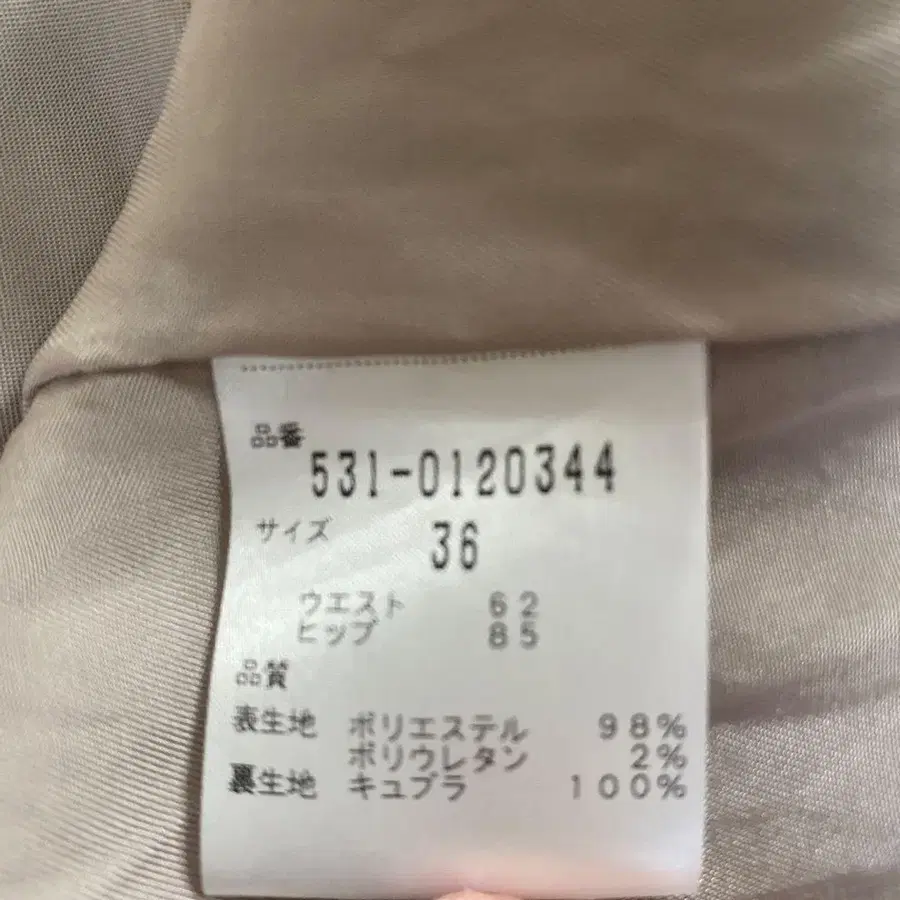 品番
531-0120344
サイズ 36
ウエスト 62
ヒップ 85
品質
表生地 ポリエステル 98%
ポリウレタン 2%
裏生地 キュプラ 100%